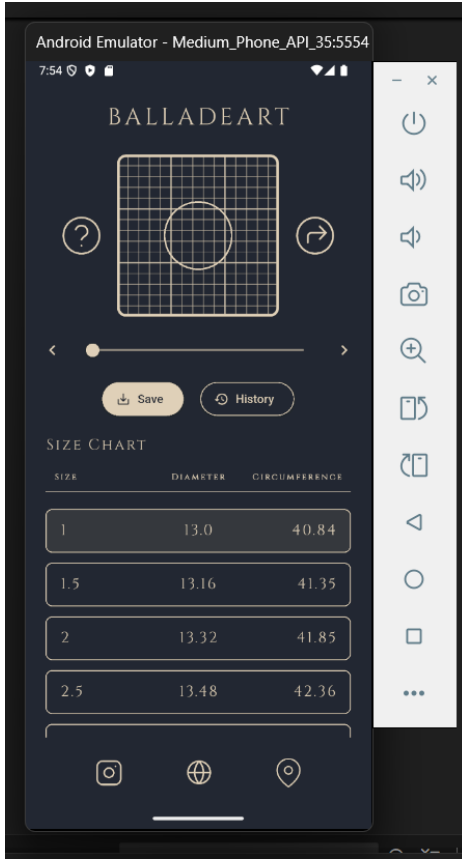 Android Emulator - Medium_Phone_API_35:5554
7:54
BALLADEART
?
Save History
SIZE CHART
SIZE DIAMETER CIRCUMFERENCE
1 13.0 40.84
1.5 13.16 41.35
2 13.32 41.85
2.5 13.48 42.36